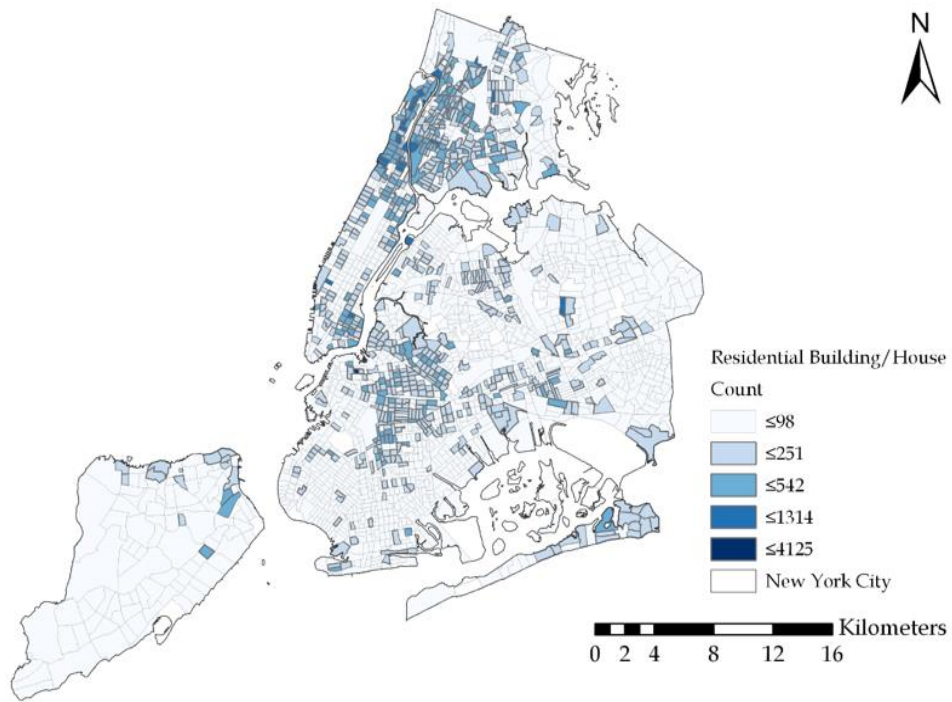 N
Residential Building/House
Count
≤98
≤251
≤542
≤1314
≤4125
New York City
Kilometers
0 2 4 8 12 16